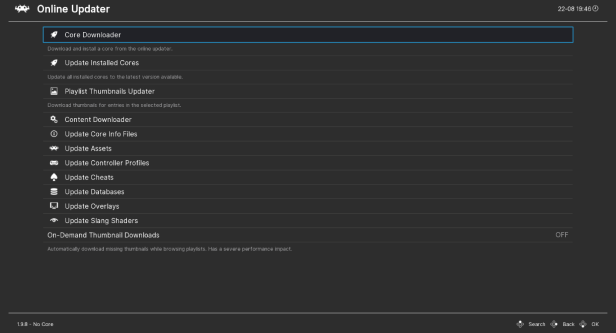 Online Updater
22-08 19:46
Core Downloader
Download and install a core from the online updater.
Update Installed Cores
Update all installed cores to the latest version available.
Playlist Thumbnails Updater
Download thumbnails for entries in the selected playlist.
Content Downloader
Update Core Info Files
Update Assets
Update Controller Profiles
Update Cheats
Update Databases
Update Overlays
Update Slang Shaders
On-Demand Thumbnail Downloads OFF
Automatically download missing thumbnails while browsing playlists. Has a severe performance impact.
1.9.8 - No Core
Search Back OK